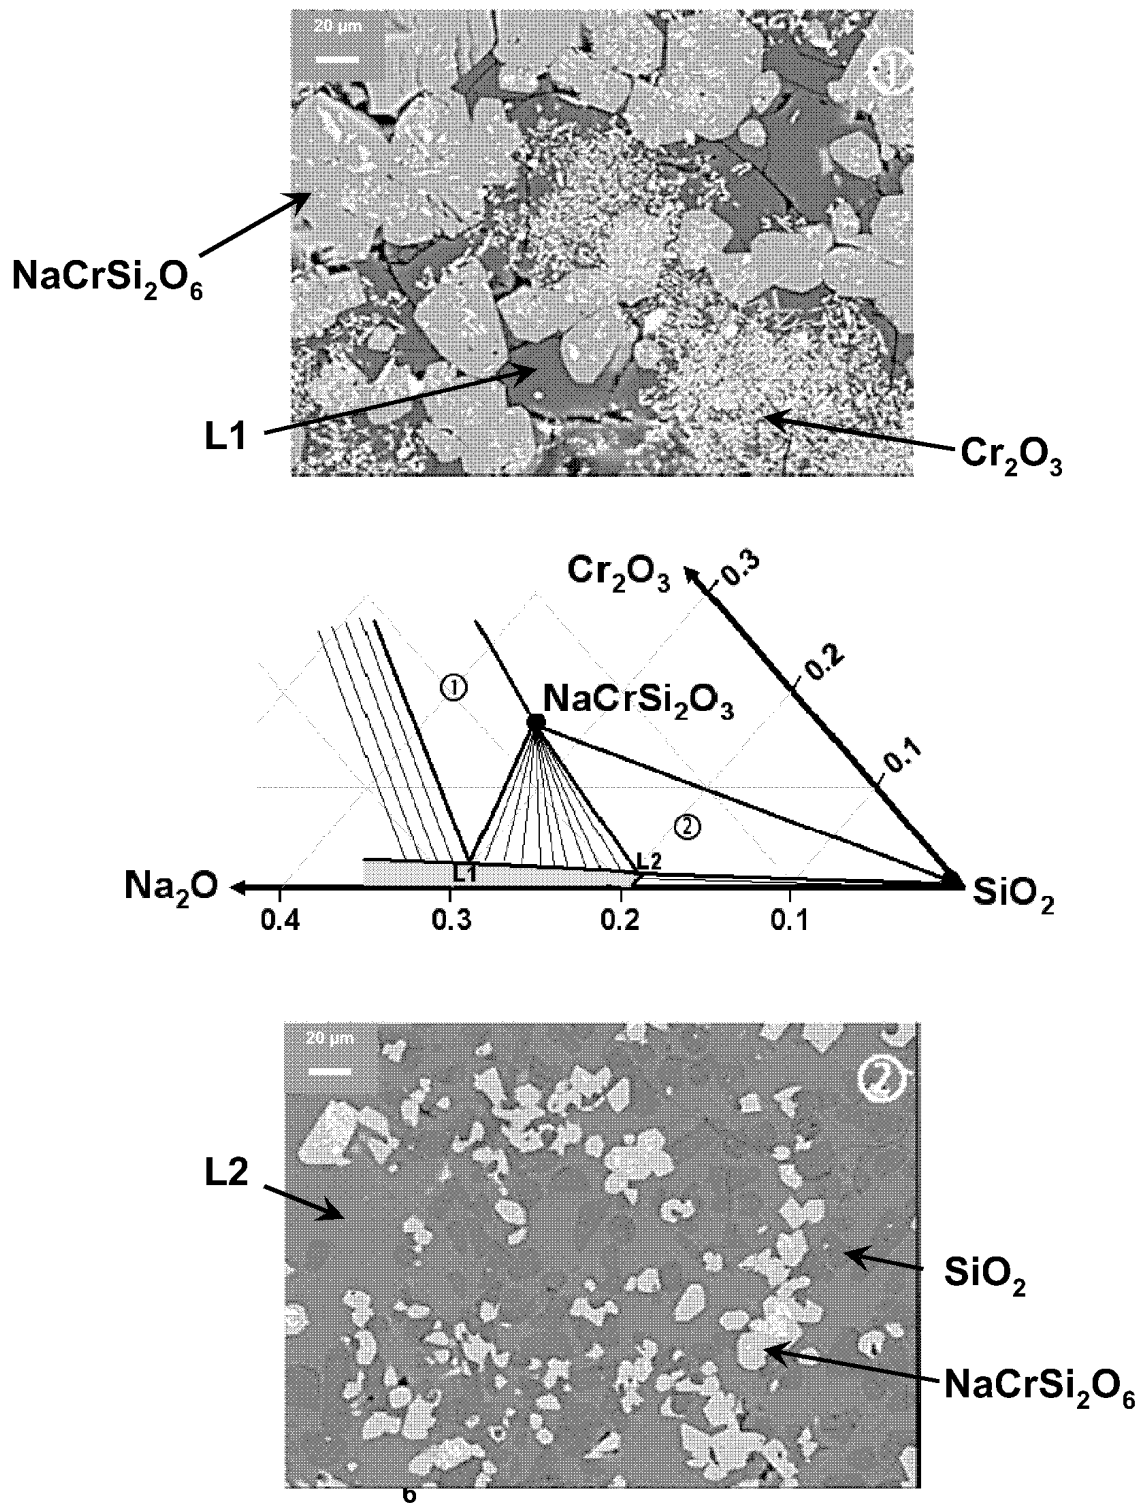 20 µm
①
NaCrSi₂O₆
L1
Cr₂O₃
Cr₂O₃
0.3
0.2
①
NaCrSi₂O₃
0.1
②
L1
L2
Na₂O
SiO₂
0.4
0.3
0.2
0.1
20 µm
②
L2
SiO₂
NaCrSi₂O₆
6